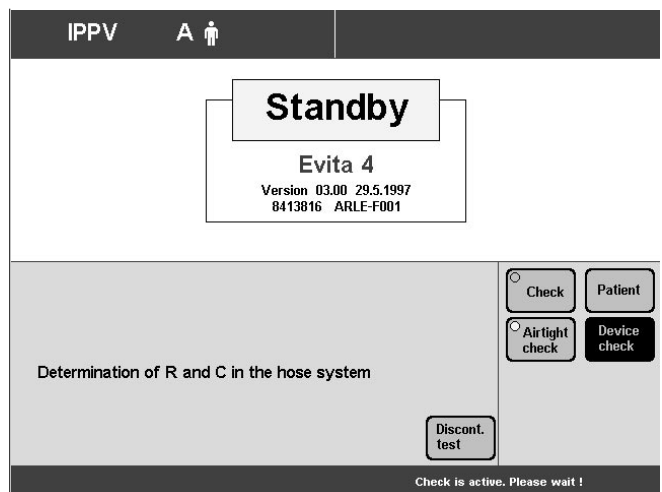 IPPV A
Standby
Evita 4
Version 03.00 29.5.1997
8413816 ARLE-F001
Check
Patient
Airtight
check
Device
check
Determination of R and C in the hose system
Discont.
test
Check is active. Please wait !